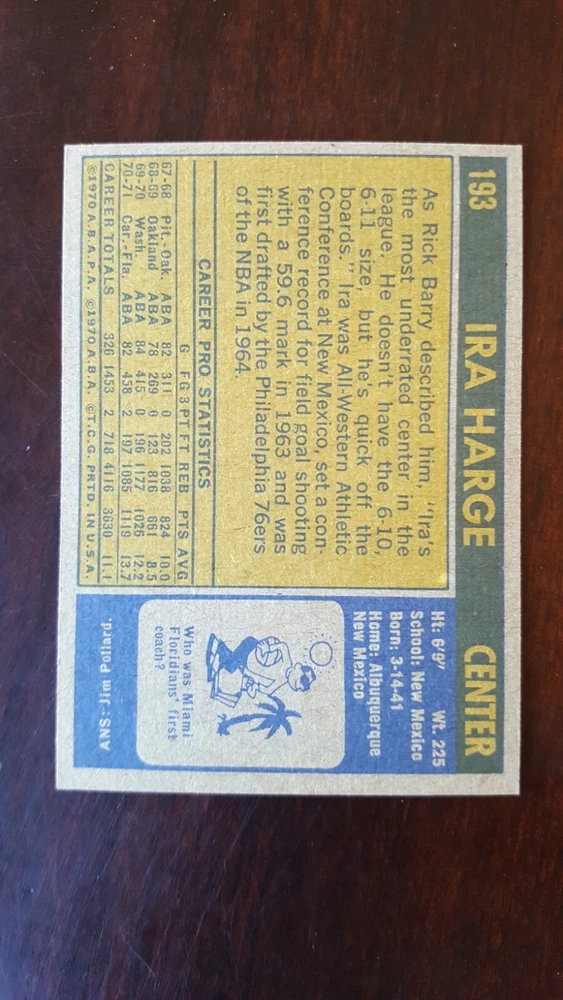 193 IRA HARGE CENTER
As Rick Barry described him, "Ira's
the most underrated center in the
league. He doesn't have the 6-10,
6-11 size, but he's quick off the
boards." Ira was All-Western Athletic
Conference at New Mexico, set a con-
ference record for field goal shooting
with a 59.6 mark in 1963 and was
first drafted by the Philadelphia 76ers
of the NBA in 1964.
CAREER PRO STATISTICS
G FG 3PT FT REB PTS AVG
67-68 Pit.-Oak. ABA 82 311 0 202 1038 824 10.0
68-69 Oakland ABA 78 269 0 123 816 661 8.5
69-70 Wash. ABA 84 415 0 196 1177 1026 12.2
70-71 Car.-Fla. ABA 82 458 2 197 1085 1119 13.7
CAREER TOTALS 326 1453 2 718 4116 3630 11.1
©1970 A.B.A.P.A. ©1970 A.B.A. ©T.C.G. PRTD. IN U.S.A.
Ht: 6'9" Wt. 225
School: New Mexico
Born: 3-14-41
Home: Albuquerque
New Mexico
Who was Miami
Floridians' first
coach?
ANS: Jim Pollard.